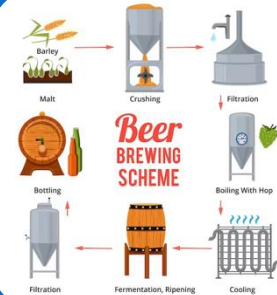 Barley
Malt
Crushing
Filtration
Beer
BREWING
SCHEME
Boiling With Hop
Cooling
Fermentation, Ripening
Filtration
Bottling